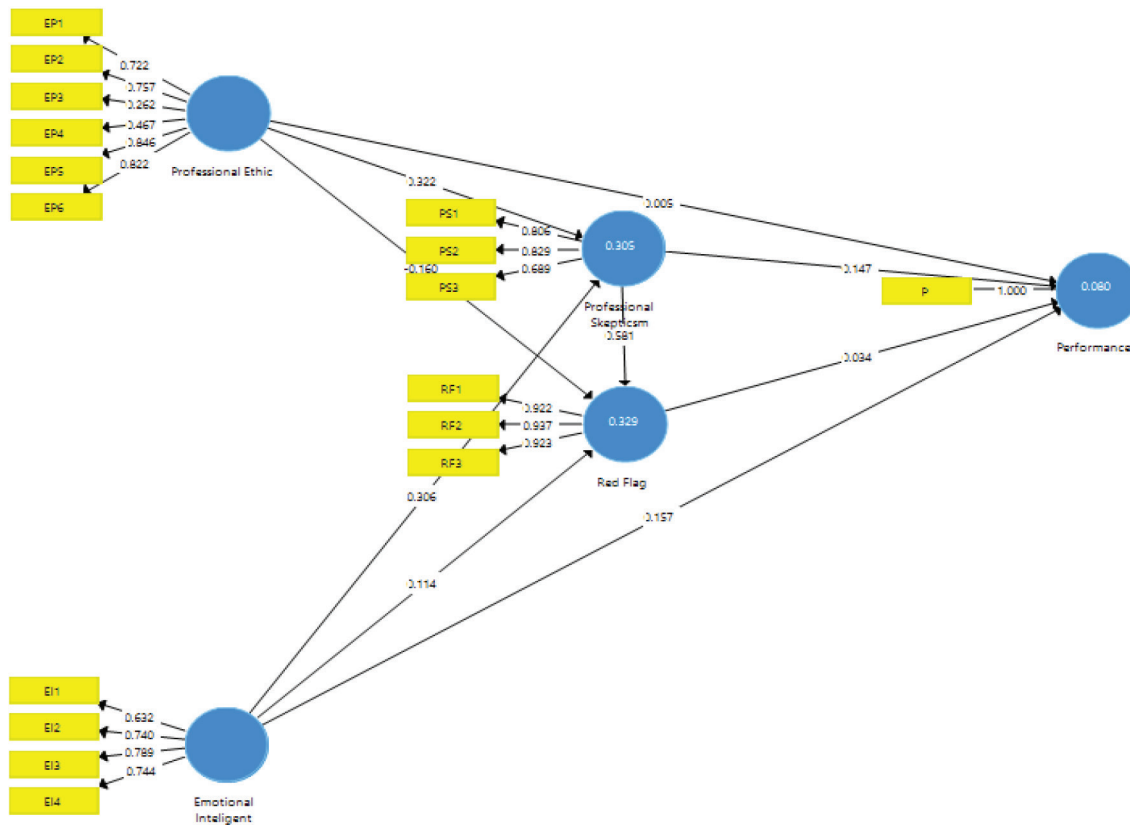 EP1
EP2
EP3
EP4
EP5
EP6
0.722
0.757
0.262
0.467
0.846
0.822
Professional Ethic
0.322
0.005
-0.160
PS1
PS2
PS3
0.806
0.829
0.689
0.305
Professional
Skepticsm
0.147
P
1.000
0.080
Performance
0.581
0.034
RF1
RF2
RF3
0.922
0.937
0.923
0.329
Red Flag
0.306
0.157
0.114
EI1
EI2
EI3
EI4
0.632
0.740
0.789
0.744
Emotional
Inteligent